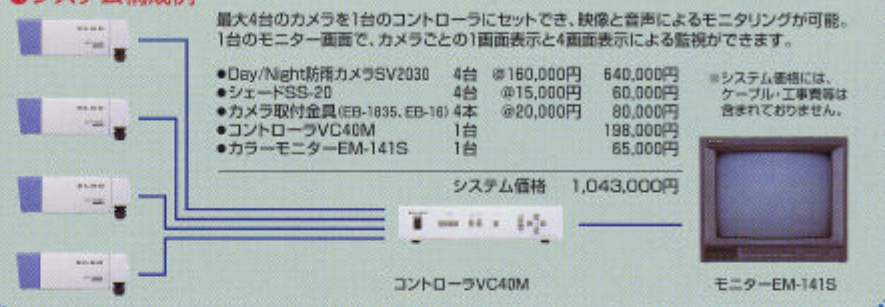 ●システム構成例
最大4台のカメラを1台のコントローラにセットでき、映像と音声によるモニタリングが可能。
1台のモニター画面で、カメラごとの1画面表示と4画面表示による監視ができます。
●Day/Night防雨カメラSV2030 4台 @160,000円 640,000円
●シェードSS-20 4台 @15,000円 60,000円
●カメラ取付金具(EB-1835、EB-16) 4本 @20,000円 80,000円
●コントローラVC40M 1台 198,000円
●カラーモニターEM-141S 1台 65,000円
※システム価格には、
ケーブル・工事費等は
含まれておりません。
システム価格 1,043,000円
コントローラVC40M
モニターEM-141S